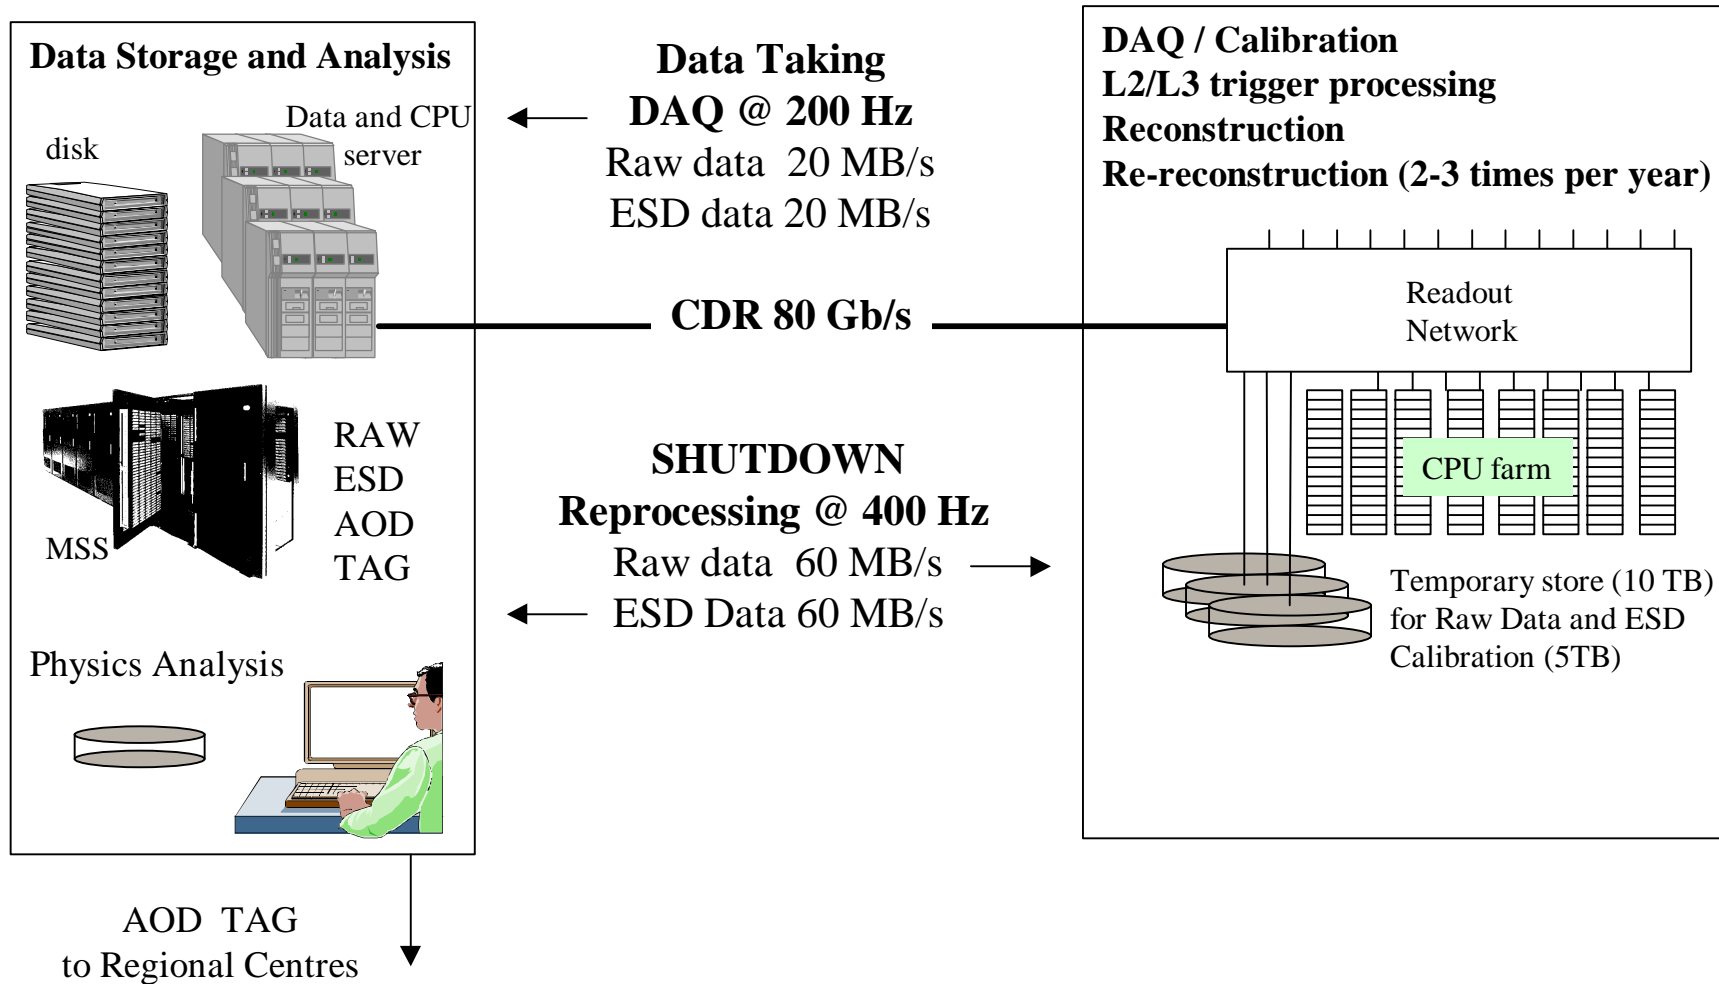 Data Storage and Analysis
disk
Data and CPU
server
MSS
RAW
ESD
AOD
TAG
Physics Analysis
AOD TAG
to Regional Centres
Data Taking
DAQ @ 200 Hz
Raw data 20 MB/s
ESD data 20 MB/s
CDR 80 Gb/s
SHUTDOWN
Reprocessing @ 400 Hz
Raw data 60 MB/s
ESD Data 60 MB/s
DAQ / Calibration
L2/L3 trigger processing
Reconstruction
Re-reconstruction (2-3 times per year)
Readout
Network
CPU farm
Temporary store (10 TB)
for Raw Data and ESD
Calibration (5TB)